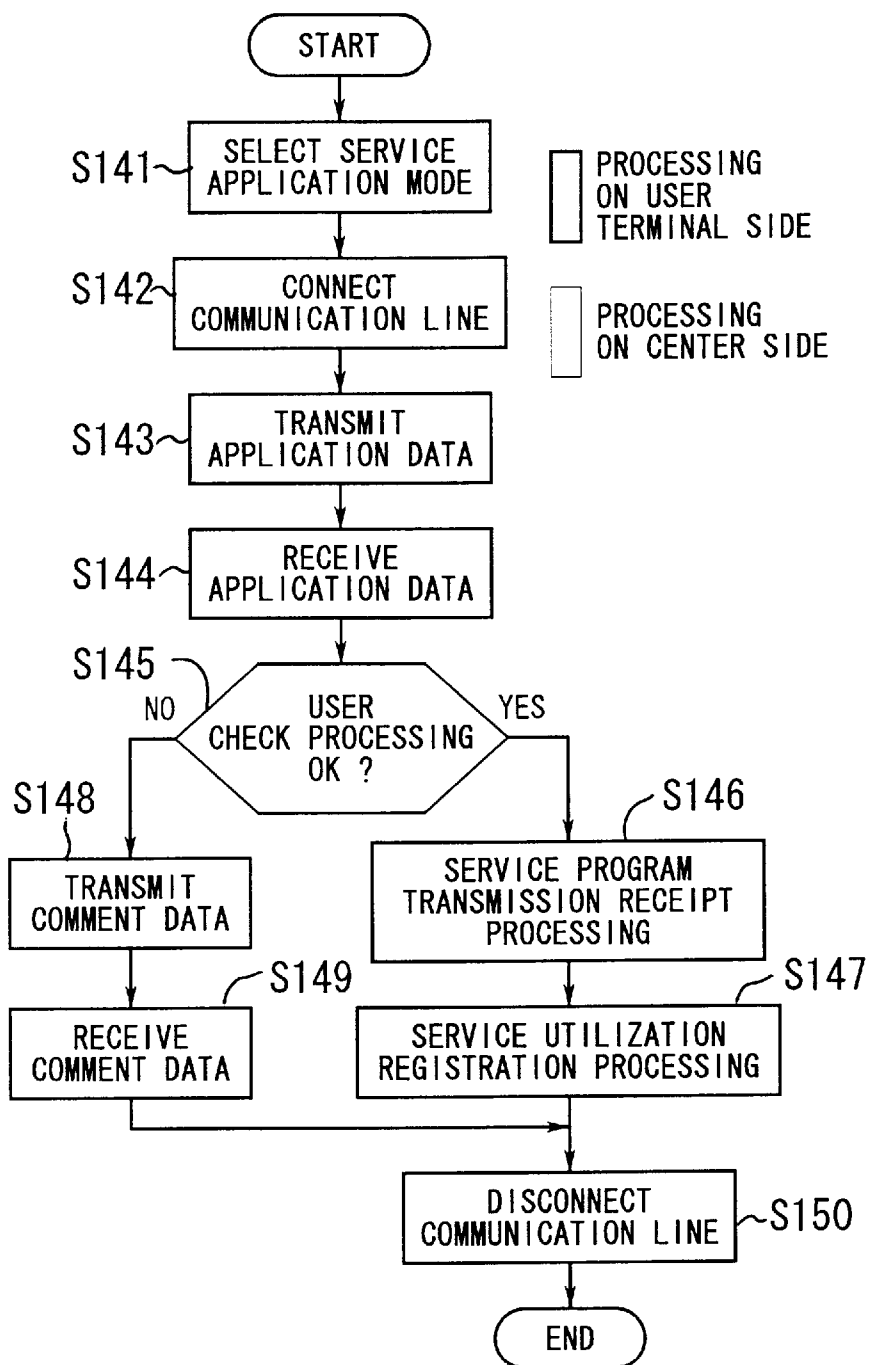 START
S141
SELECT SERVICE
APPLICATION MODE
PROCESSING
ON USER
TERMINAL SIDE
S142
CONNECT
COMMUNICATION LINE
PROCESSING
ON CENTER SIDE
S143
TRANSMIT
APPLICATION DATA
S144
RECEIVE
APPLICATION DATA
S145
NO
USER
CHECK PROCESSING
OK ?
YES
S148
TRANSMIT
COMMENT DATA
S146
SERVICE PROGRAM
TRANSMISSION RECEIPT
PROCESSING
S149
RECEIVE
COMMENT DATA
S147
SERVICE UTILIZATION
REGISTRATION PROCESSING
DISCONNECT
COMMUNICATION LINE
S150
END